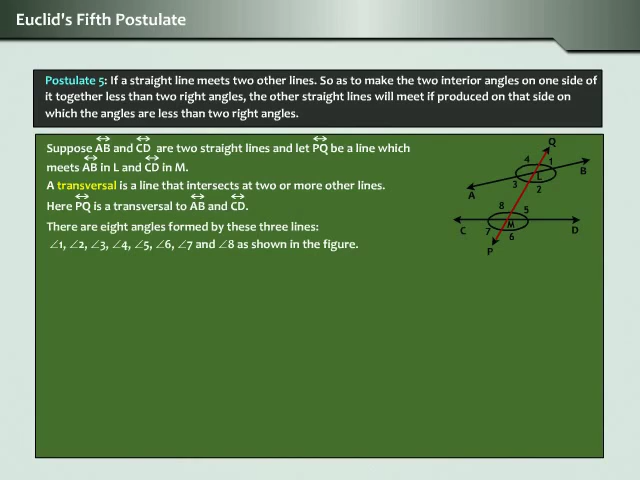 Euclid's Fifth Postulate
Postulate 5: If a straight line meets two other lines. So as to make the two interior angles on one side of
it together less than two right angles, the other straight lines will meet if produced on that side on
which the angles are less than two right angles.
Suppose AB and CD are two straight lines and let PQ be a line which
meets AB in L and CD in M.
A transversal is a line that intersects at two or more other lines.
Here PQ is a transversal to AB and CD.
There are eight angles formed by these three lines:
∠1, ∠2, ∠3, ∠4, ∠5, ∠6, ∠7 and ∠8 as shown in the figure.
Q
4 1
L B
3 2
A
8 5
M
C 7 6 D
P